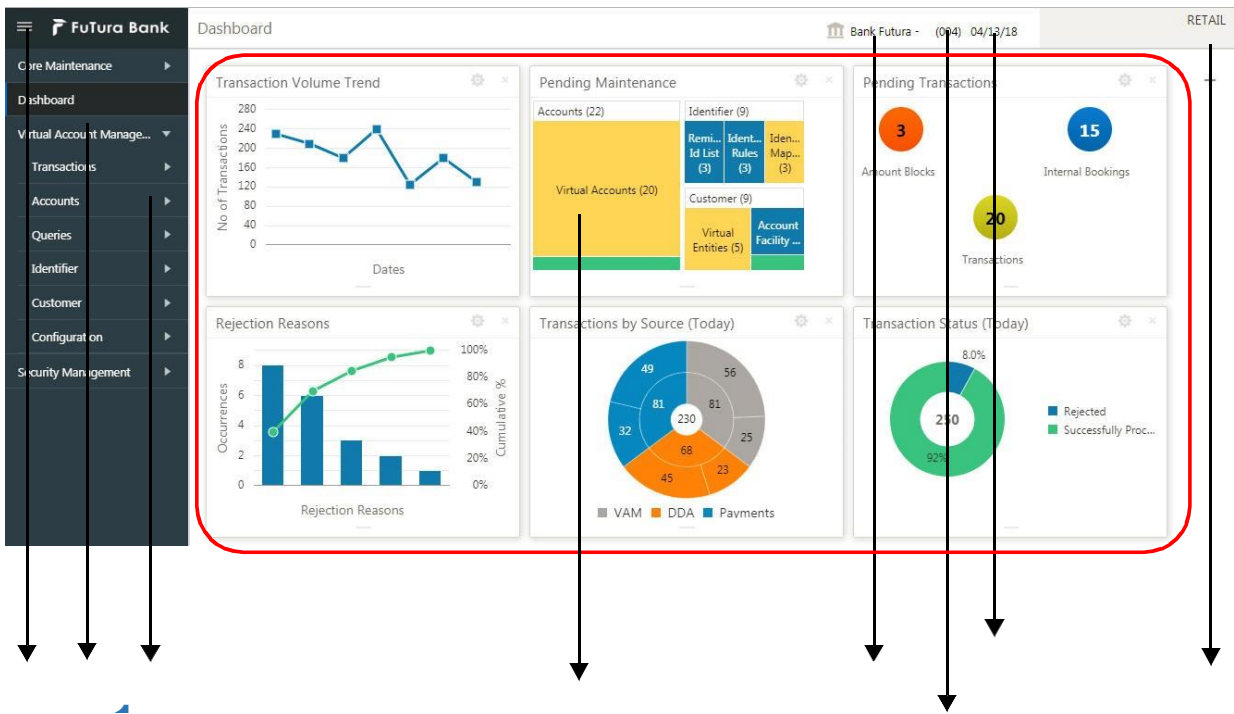 FuTura Bank
Dashboard
Bank Futura - (004) 04/13/18
RETAIL
Core Maintenance
Dashboard
Virtual Account Manage...
Transactions
Accounts
Queries
Identifier
Customer
Configuration
Security Management
Transaction Volume Trend
280
240
200
160
120
80
40
0
No of Transactions
Dates
Pending Maintenance
Accounts (22)
Virtual Accounts (20)
Identifier (9)
Remi... Id List (3)
Ident... Rules (3)
Iden... Map... (3)
Customer (9)
Virtual Entities (5)
Account Facility ...
Pending Transactions
3
Amount Blocks
15
Internal Bookings
20
Transactions
Rejection Reasons
8
6
4
2
0
Occurrences
100%
80%
60%
40%
20%
0%
Cumulative %
Rejection Reasons
Transactions by Source (Today)
49
56
81
81
230
32
25
68
45
23
VAM DDA Payments
Transaction Status (Today)
8.0%
250
92%
Rejected
Successfully Proc...